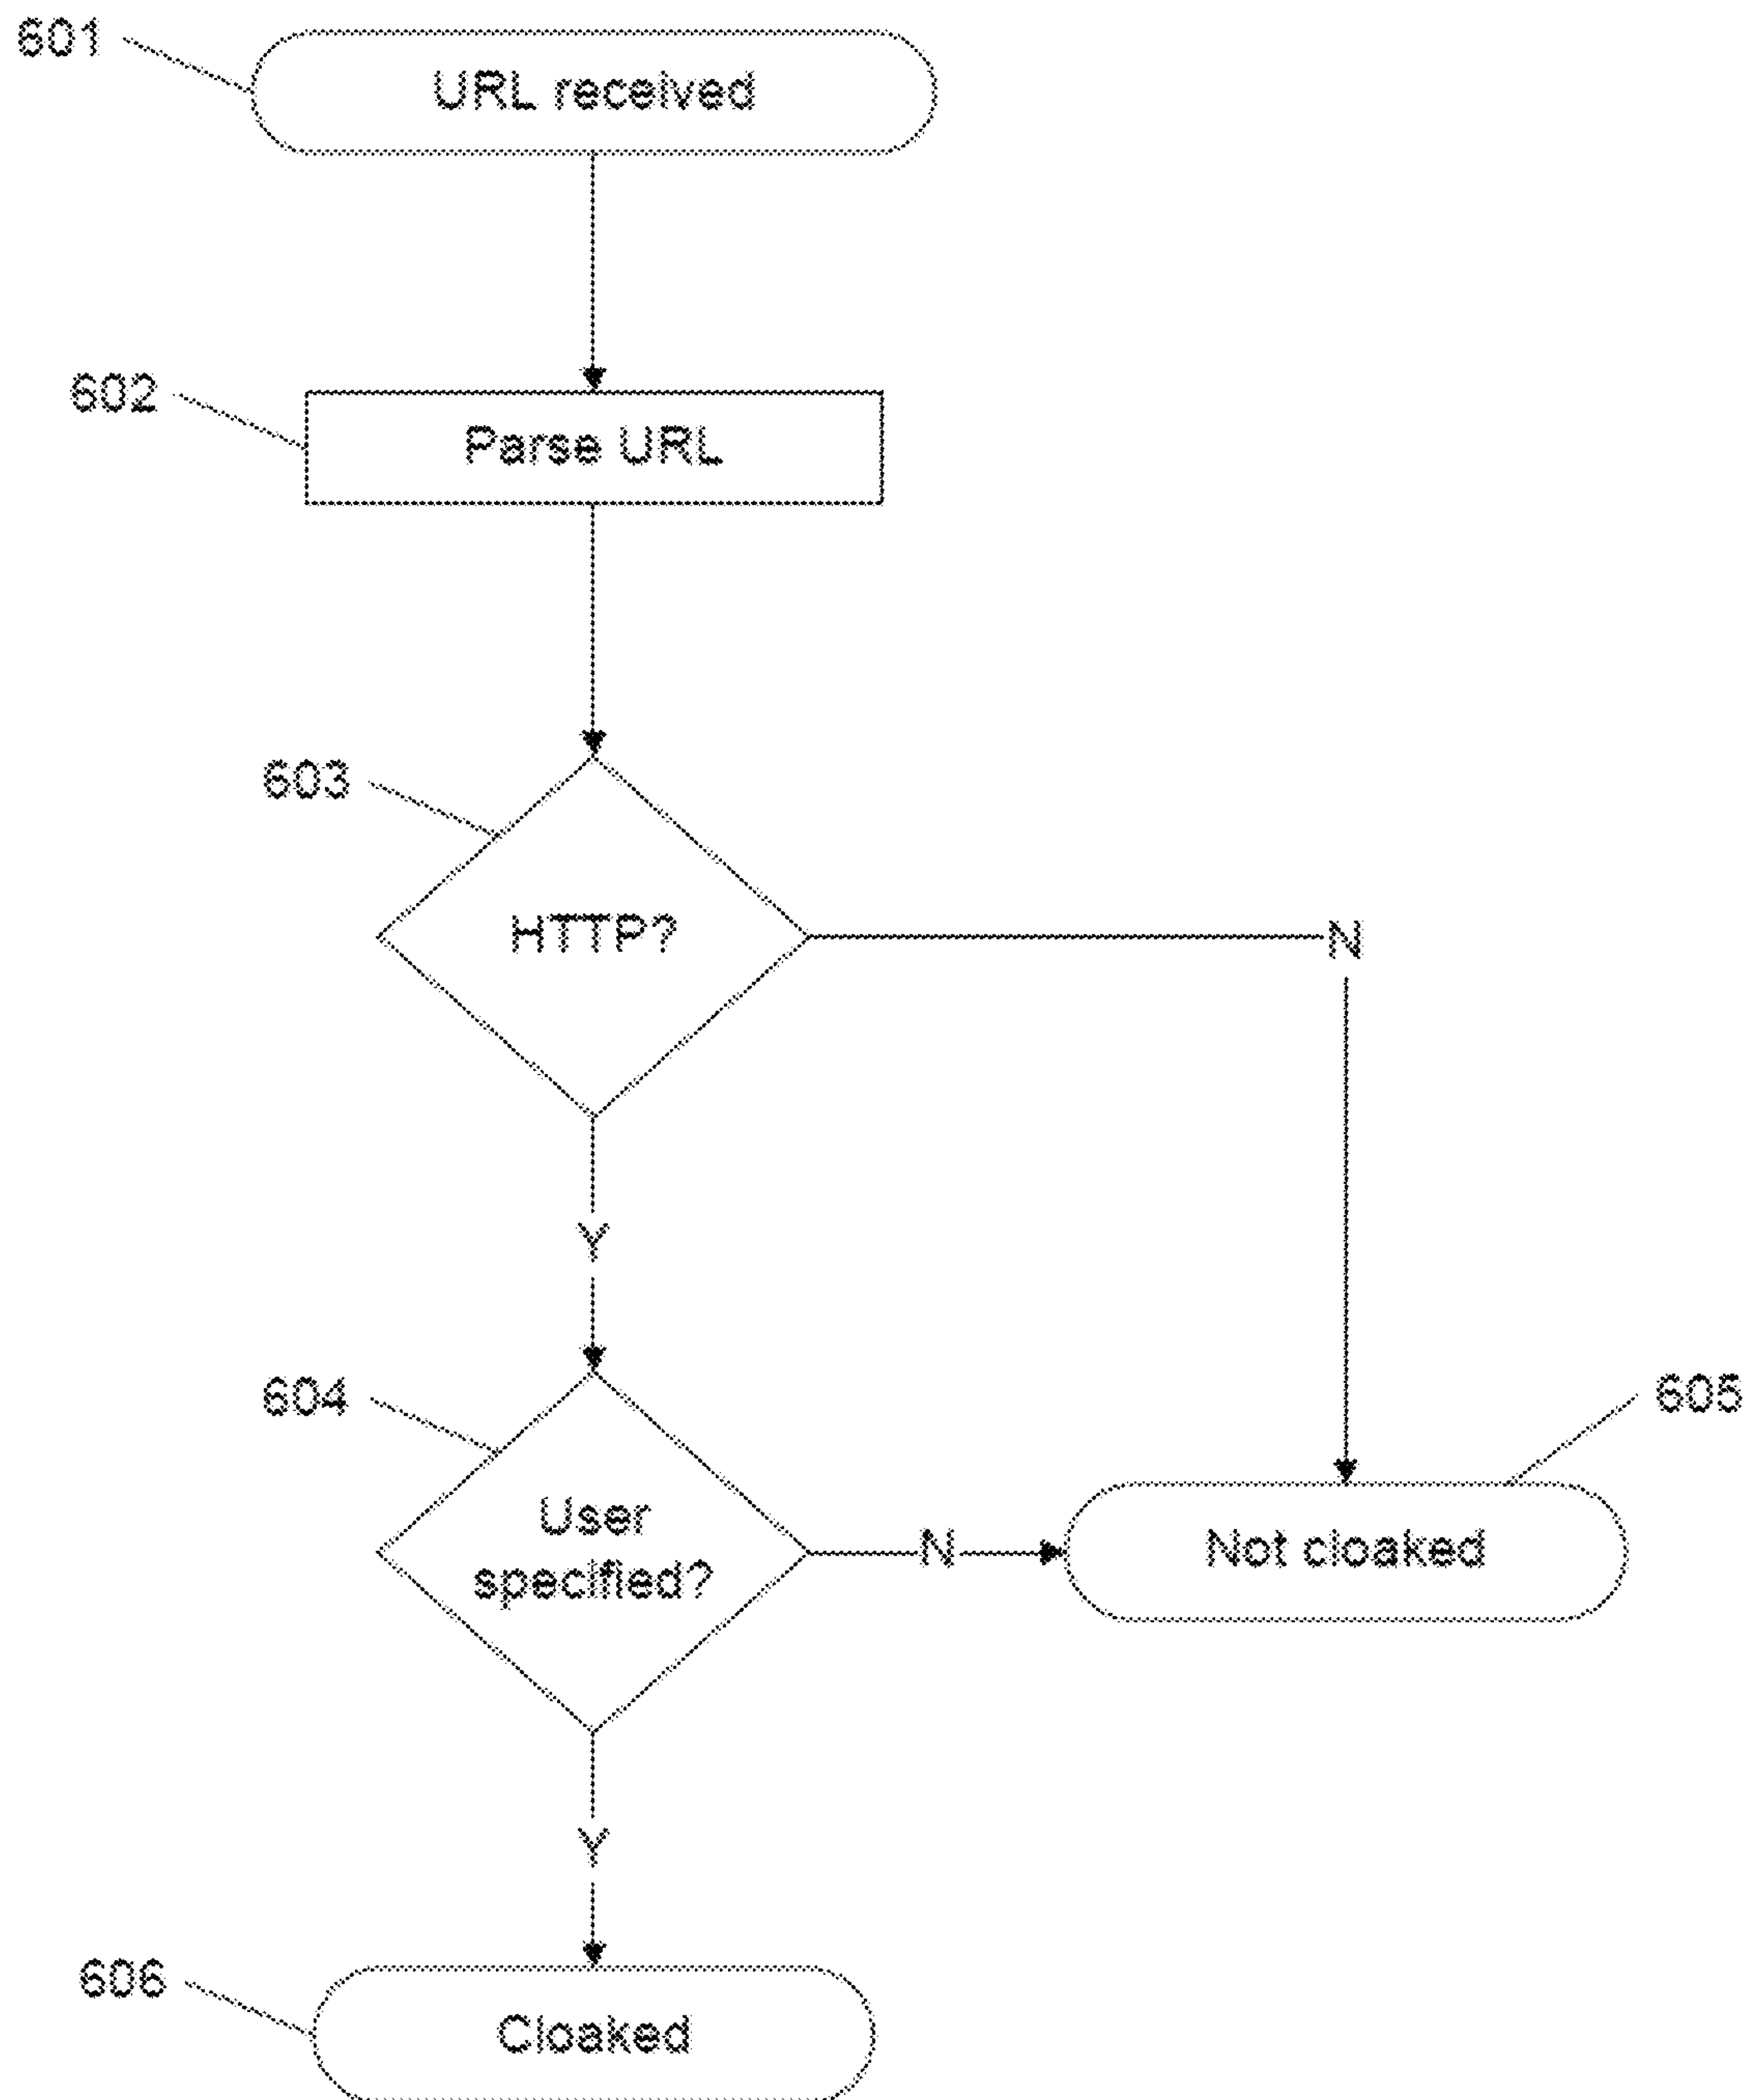 601
URL received
602
Parse URL
603
HTTP?
N
Y
604
605
User
specified?
N
Not cloaked
Y
606
Cloaked